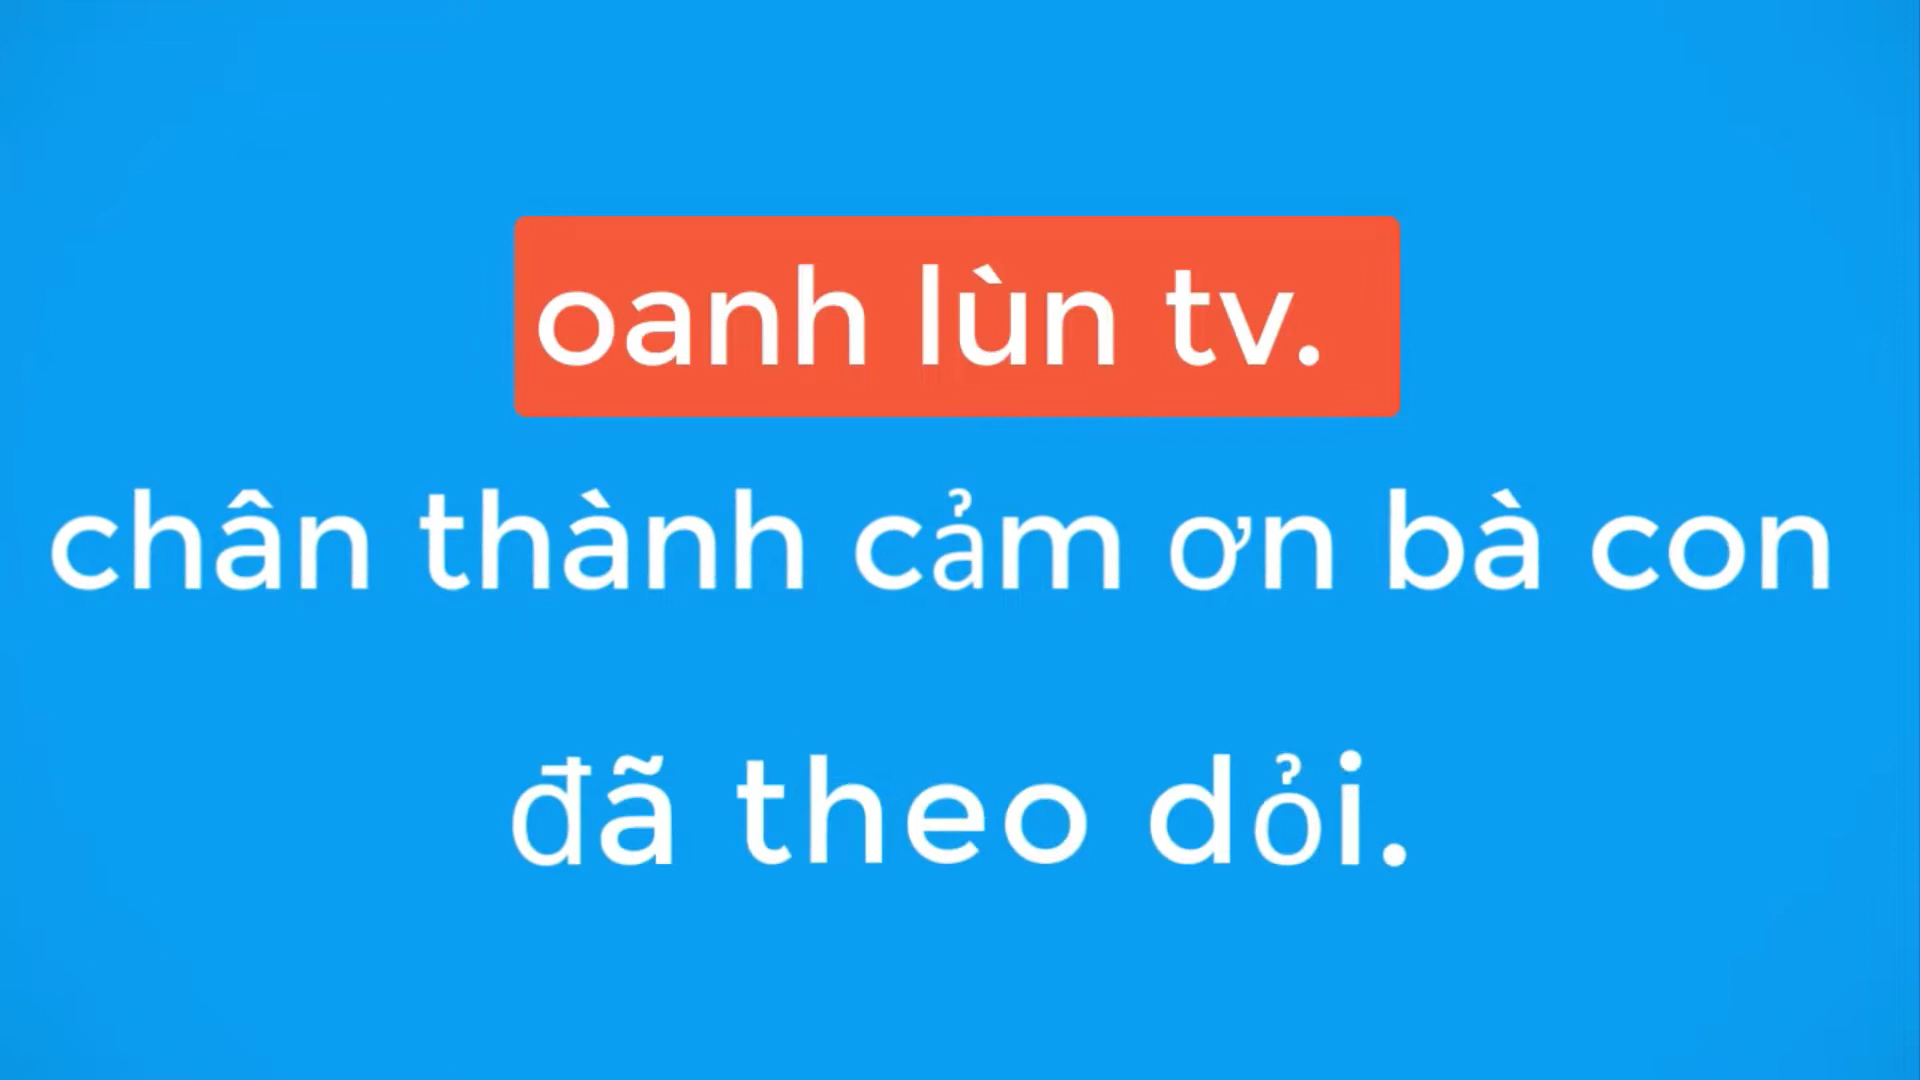 oanh lùn tv.
chân thành cảm ơn bà con
đã theo dỏi.